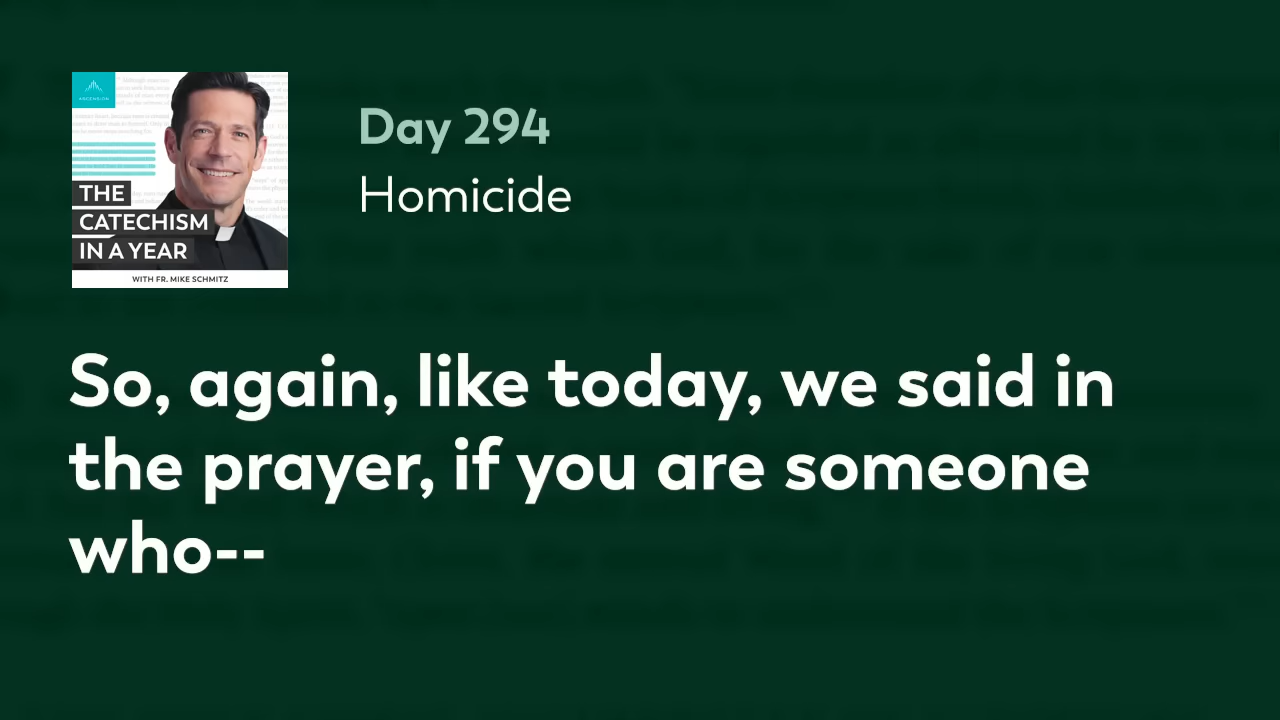 ASCENSION
THE
CATECHISM
IN A YEAR
WITH FR. MIKE SCHMITZ
Day 294
Homicide
So, again, like today, we said in
the prayer, if you are someone
who--